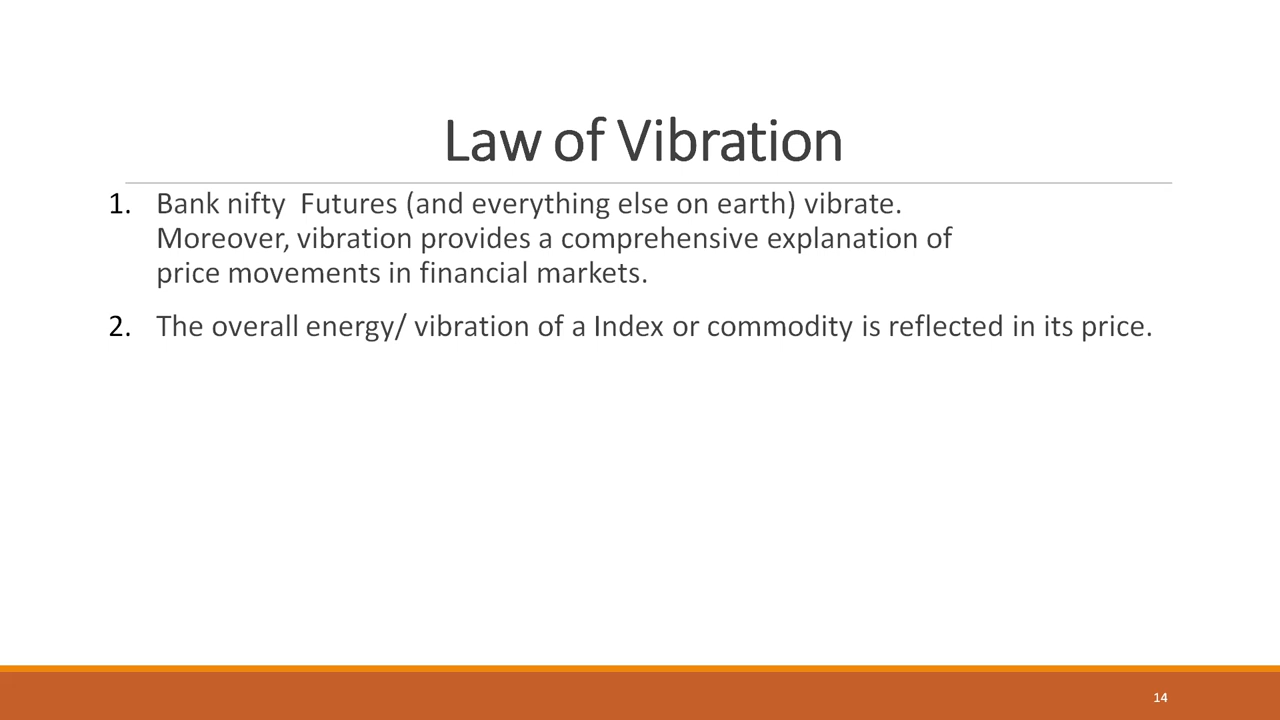 Law of Vibration
1. Bank nifty  Futures (and everything else on earth) vibrate.
Moreover, vibration provides a comprehensive explanation of
price movements in financial markets.
2. The overall energy/ vibration of a Index or commodity is reflected in its price.
14